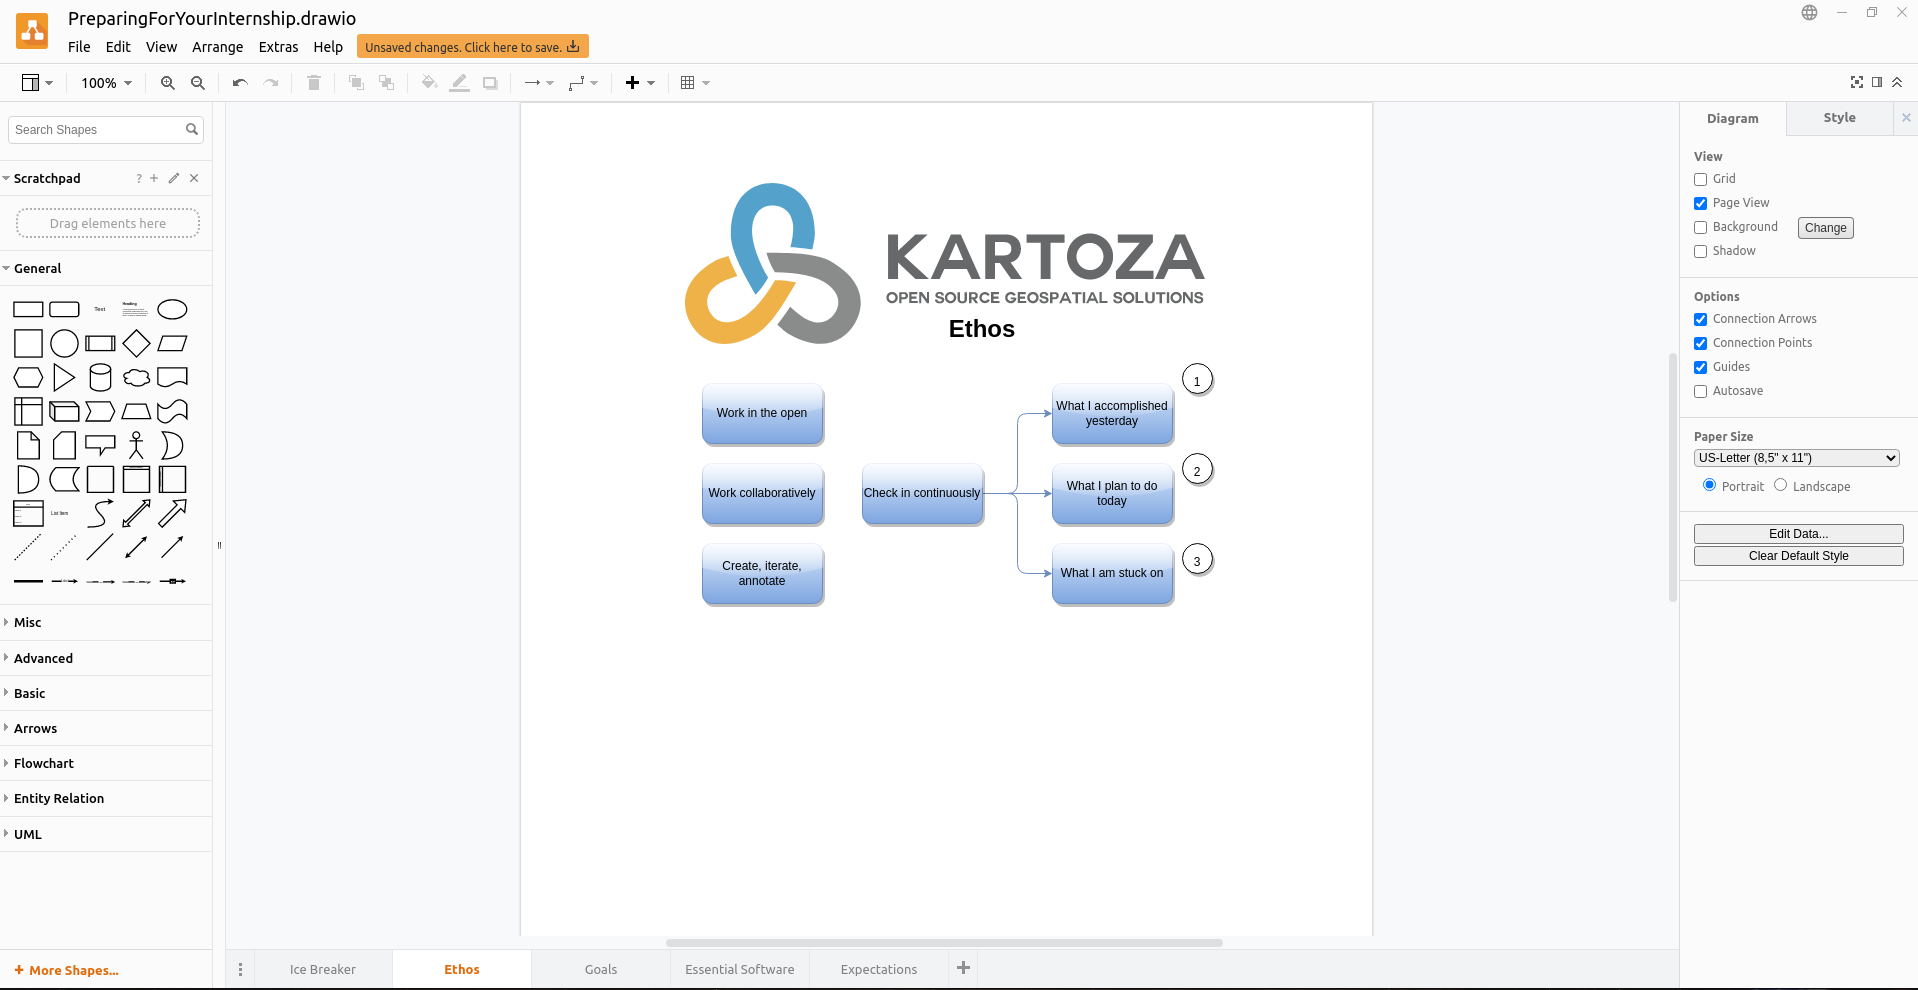 PreparingForYourInternship.drawio
File Edit View Arrange Extras Help Unsaved changes. Click here to save.
100%
Search Shapes
Scratchpad ?
Drag elements here
General
Text
Heading
List Item
Misc
Advanced
Basic
Arrows
Flowchart
Entity Relation
UML
+ More Shapes...
KARTOZA
OPEN SOURCE GEOSPATIAL SOLUTIONS
Ethos
Work in the open
Work collaboratively
Create, iterate,
annotate
Check in continuously
What I accomplished
yesterday
1
What I plan to do
today
2
What I am stuck on
3
Ice Breaker Ethos Goals Essential Software Expectations
Diagram Style
View
Grid
Page View
Background Change
Shadow
Options
Connection Arrows
Connection Points
Guides
Autosave
Paper Size
US-Letter (8,5" x 11")
Portrait Landscape
Edit Data...
Clear Default Style